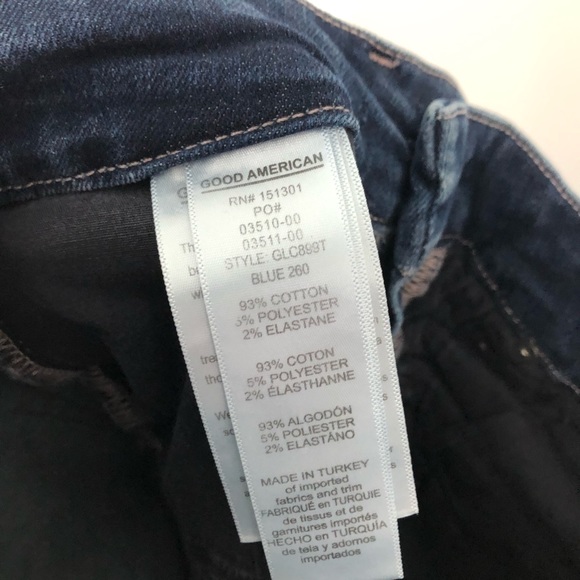 GOOD AMERICAN
RN# 151301
PO#
03510-00
03511-00
STYLE: GLC899T
BLUE 260
93% COTTON
5% POLYESTER
2% ELASTANE
93% COTON
5% POLYESTER
2% ÉLASTHANNE
93% ALGODÓN
5% POLIESTER
2% ELASTANO
MADE IN TURKEY
of imported
fabrics and trim
FABRIQUÉ en TURQUIE
de tissus et de
garnitures importés
HECHO en TURQUÍA
de tela y adornos
importados